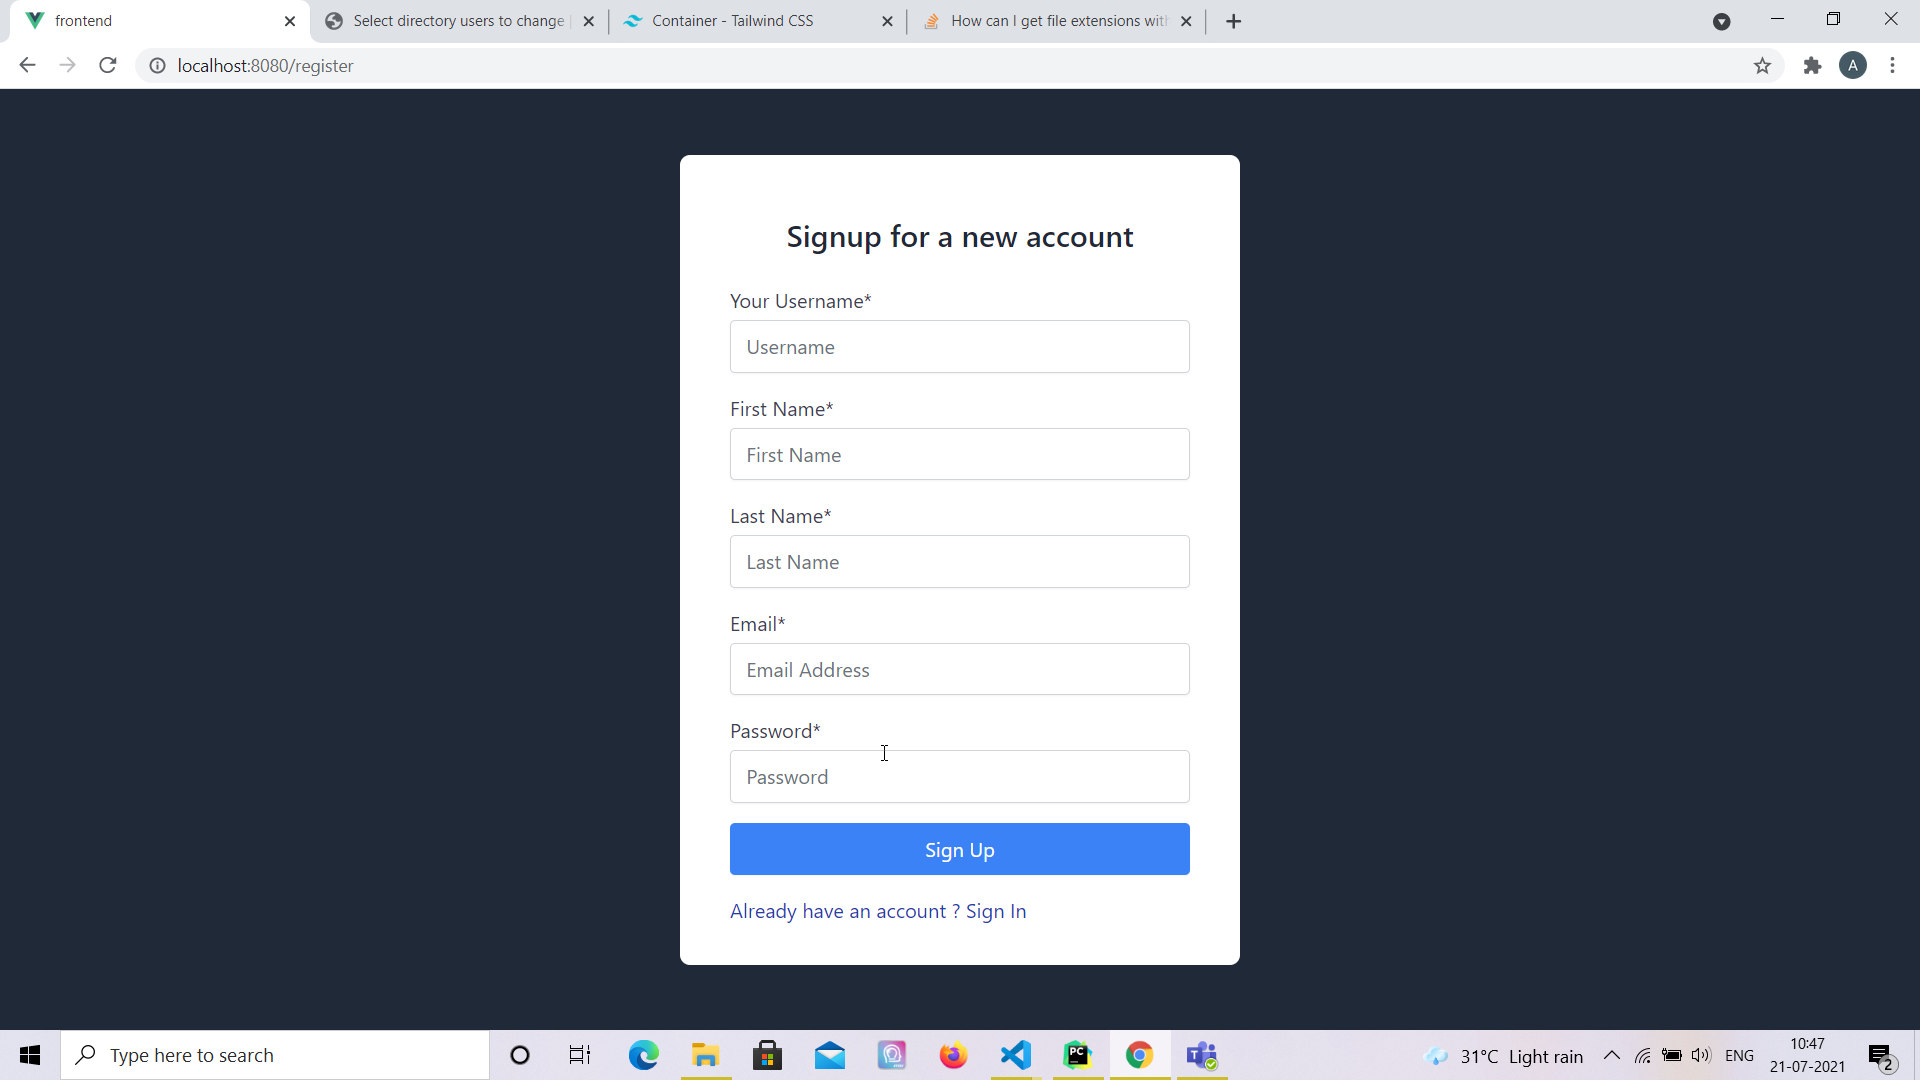 frontend
Select directory users to change
Container - Tailwind CSS
How can I get file extensions with
localhost:8080/register
A
Signup for a new account
Your Username*
Username
First Name*
First Name
Last Name*
Last Name
Email*
Email Address
Password*
Password
Sign Up
Already have an account ? Sign In
Type here to search
PC
T
31°C Light rain
ENG
10:47
21-07-2021
2